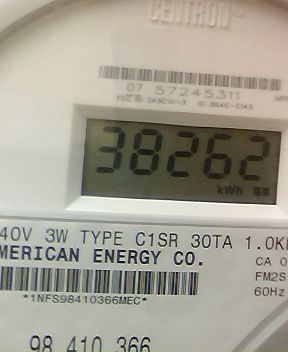 CENTRON®
07 57245311
38262
kWh
40V 3W TYPE C1SR 30TA 1.0K
MERICAN ENERGY CO.
CA 0
FM2S
60Hz
*1NFS98410366MEC*
98 410 366